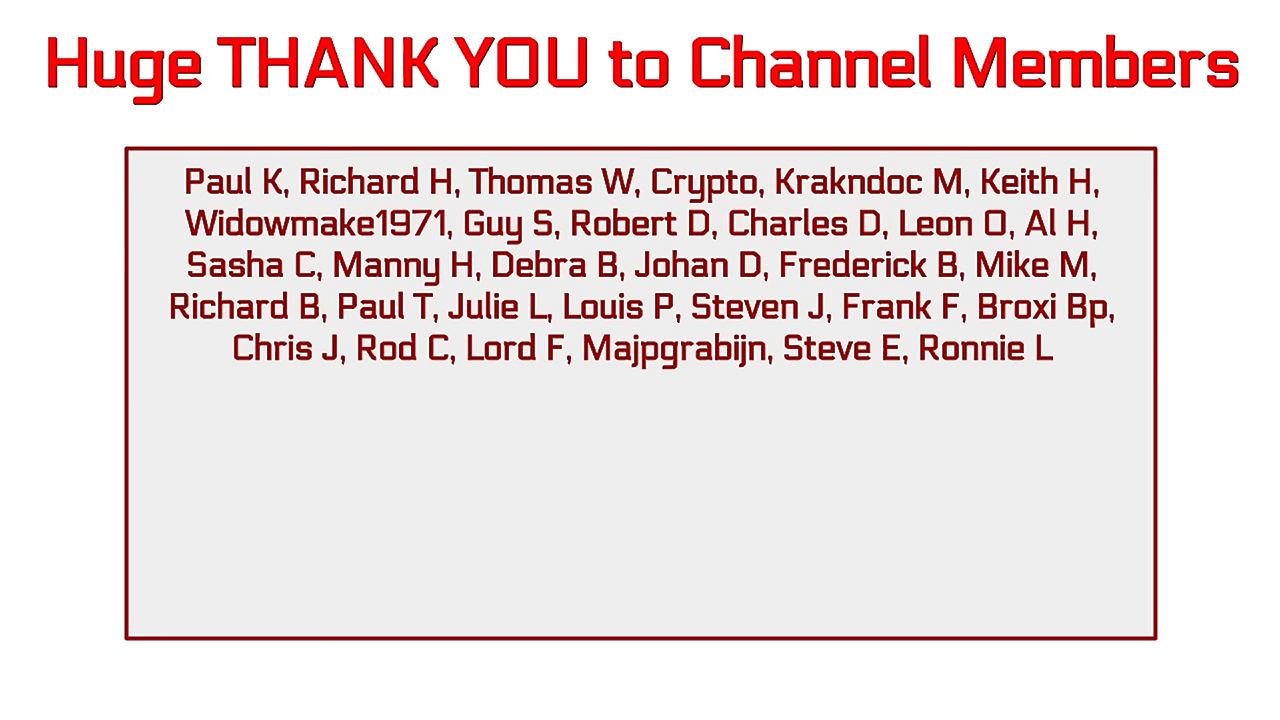 Huge THANK YOU to Channel Members
Paul K, Richard H, Thomas W, Crypto, Krakndoc M, Keith H,
Widowmake1971, Guy S, Robert D, Charles D, Leon O, Al H,
Sasha C, Manny H, Debra B, Johan D, Frederick B, Mike M,
Richard B, Paul T, Julie L, Louis P, Steven J, Frank F, Broxi Bp,
Chris J, Rod C, Lord F, Majpgrabijn, Steve E, Ronnie L